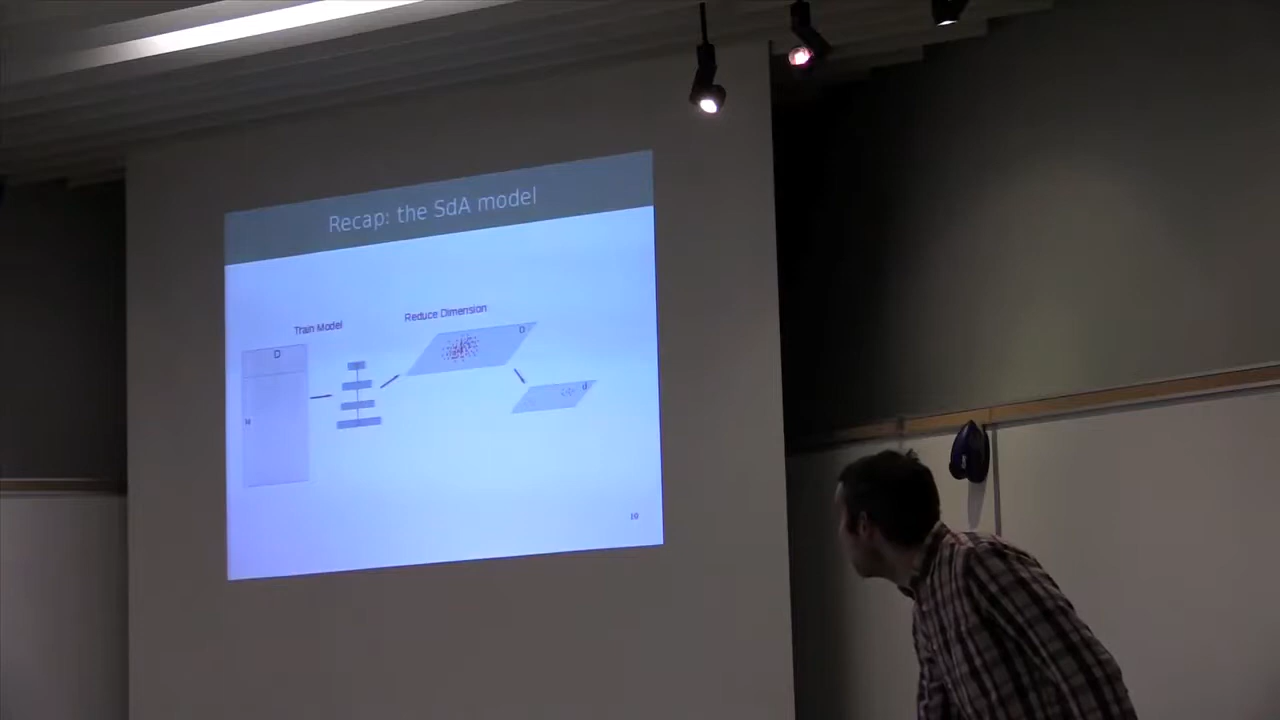 Recap: the SdA model
Train Model
Reduce Dimension
D
D
d
10